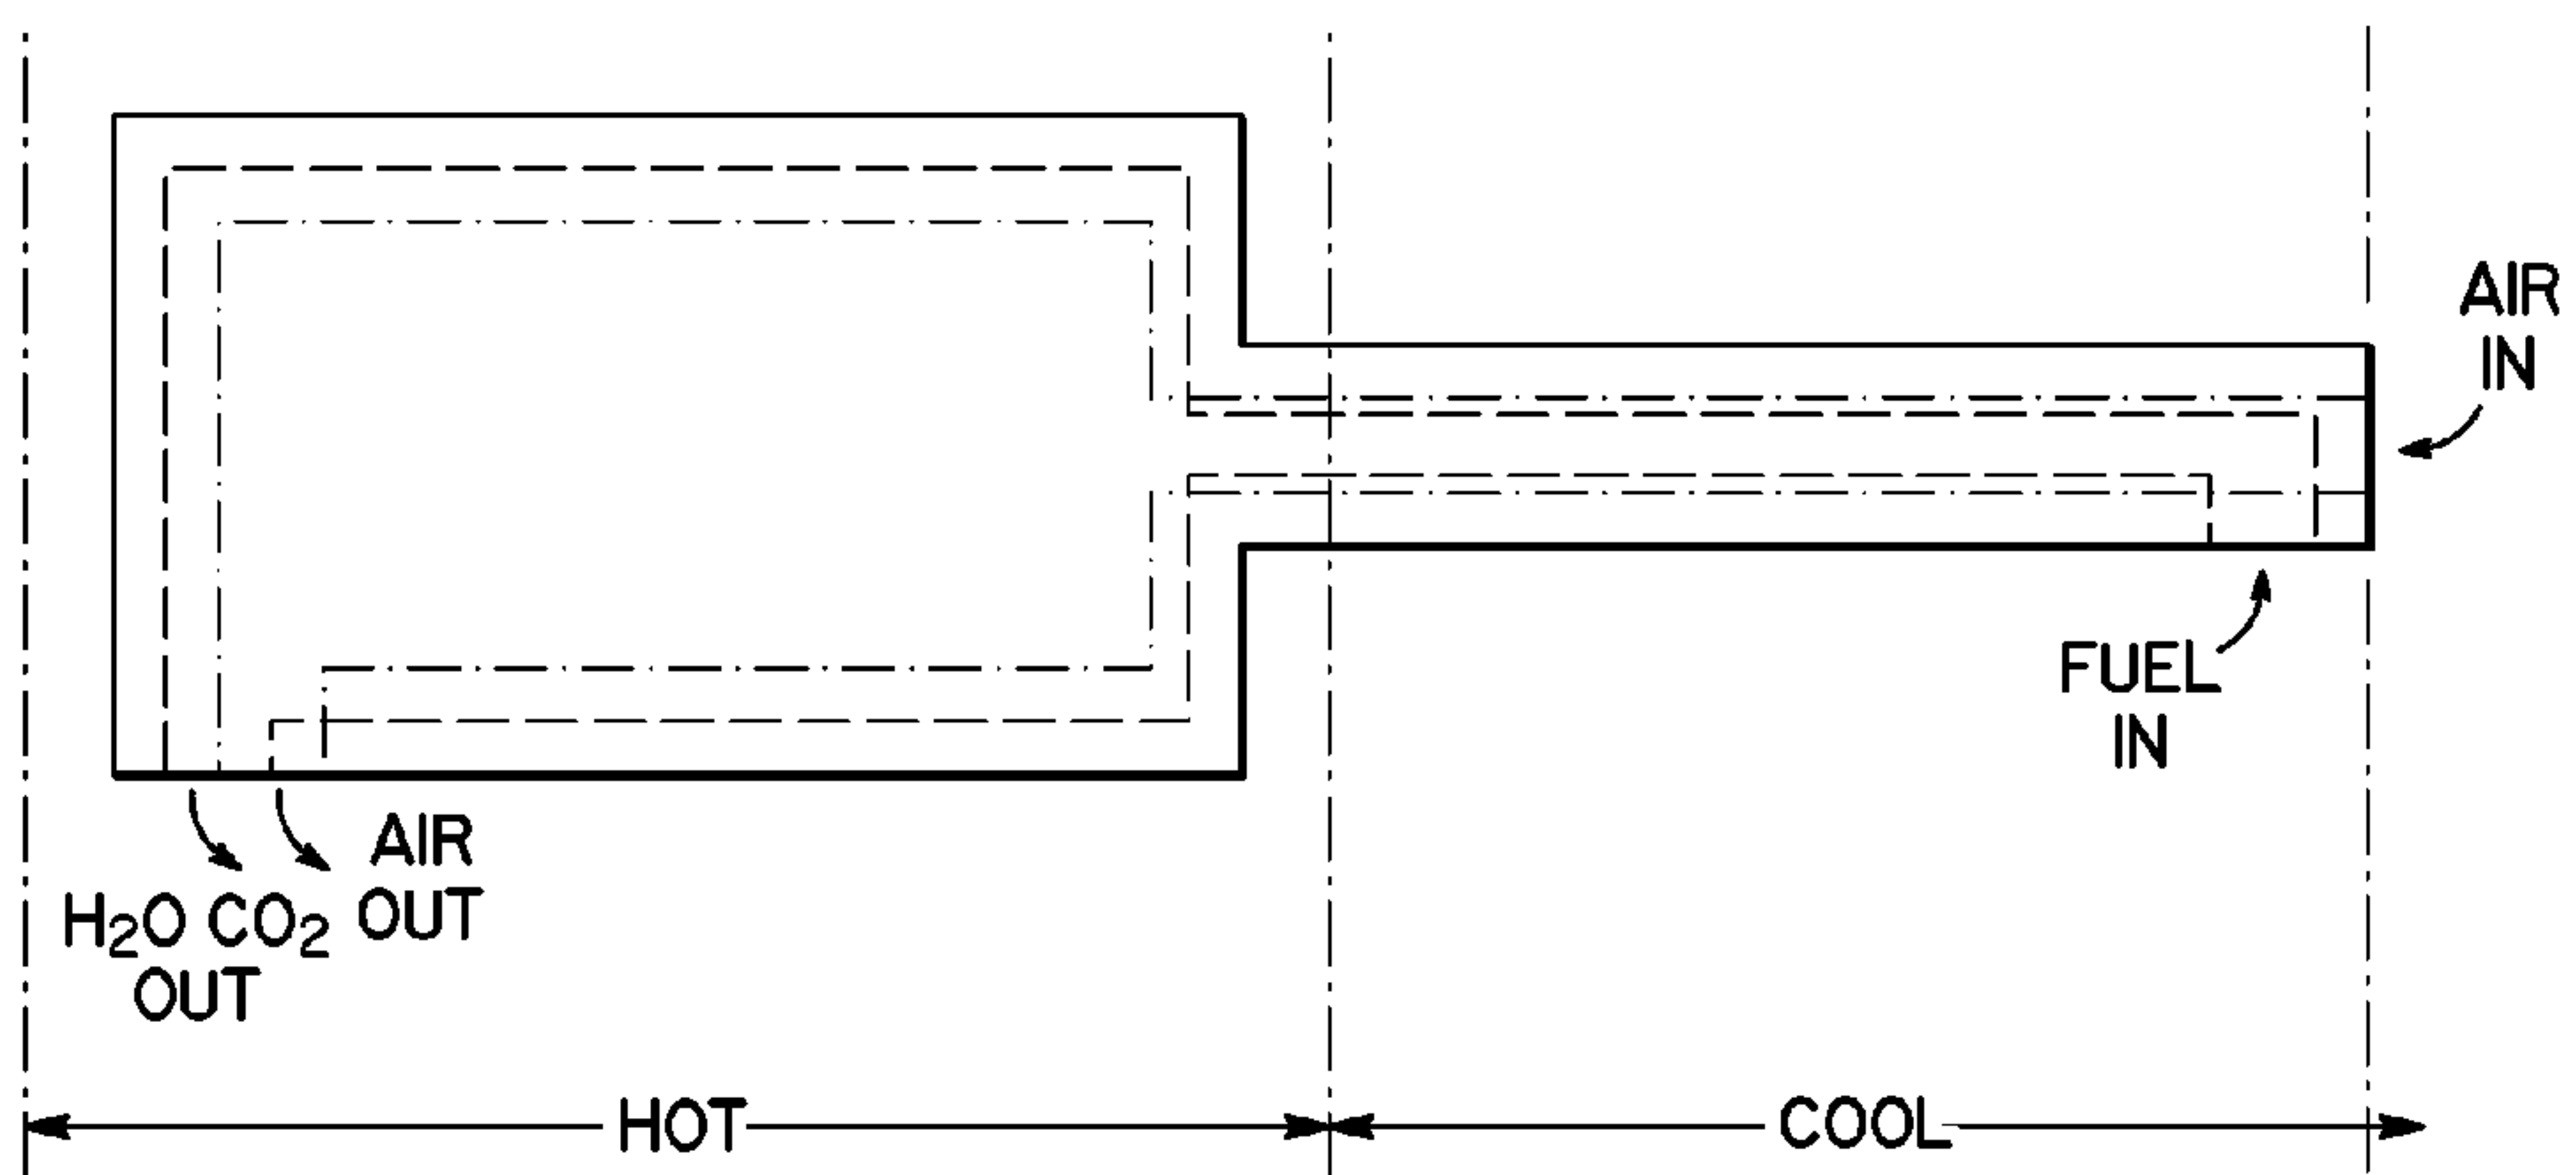 AIR
IN
FUEL
IN
AIR
OUT
H₂O CO₂
OUT
HOT
COOL